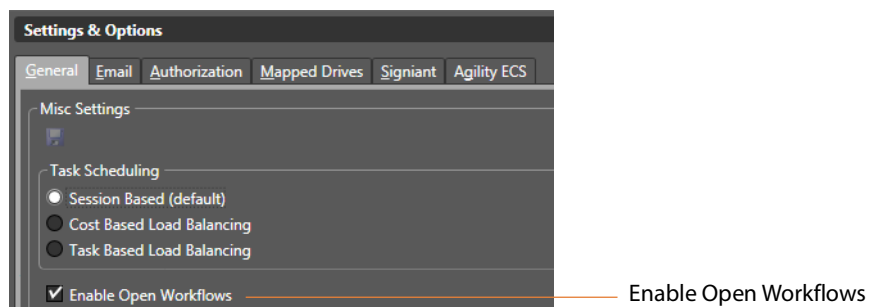 Settings & Options
General Email Authorization Mapped Drives Signiant Agility ECS
Misc Settings
Task Scheduling
Session Based (default)
Cost Based Load Balancing
Task Based Load Balancing
Enable Open Workflows
Enable Open Workflows